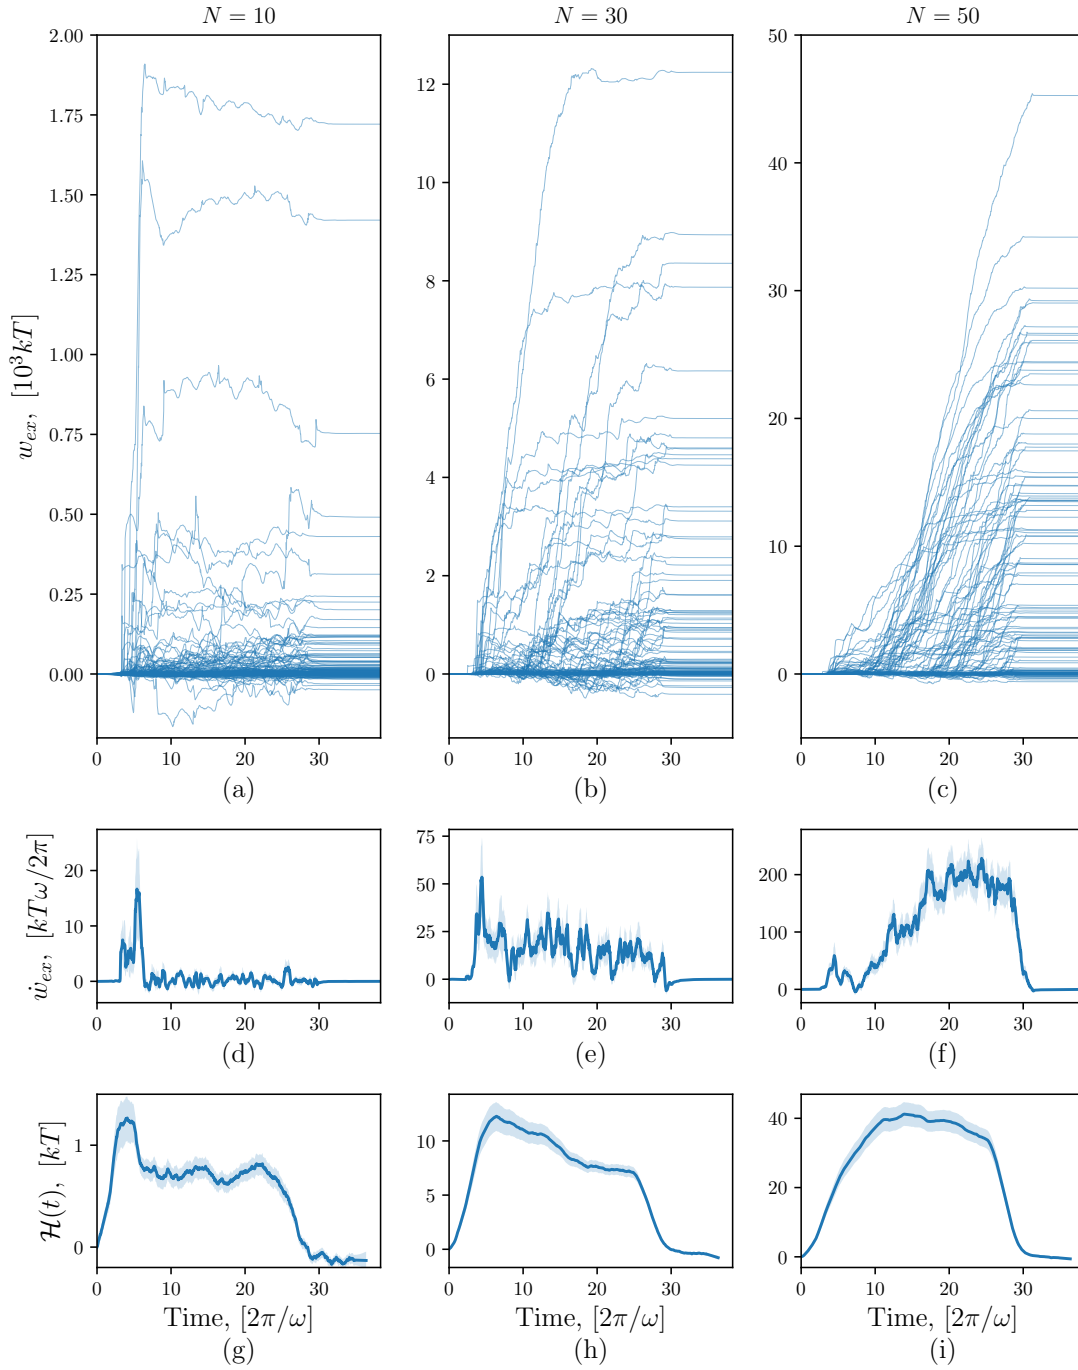 N = 10
N = 30
N = 50
w_{ex}, [10^3 kT]
2.00
1.75
1.50
1.25
1.00
0.75
0.50
0.25
0.00
12
10
8
6
4
2
0
50
40
30
20
10
0
0 10 20 30
0 10 20 30
0 10 20 30
(a)
(b)
(c)
ẇ_{ex}, [kTω/2π]
20
10
0
75
50
25
0
200
100
0
0 10 20 30
0 10 20 30
0 10 20 30
(d)
(e)
(f)
ℋ(t), [kT]
1
0
10
5
0
40
20
0
0 10 20 30
0 10 20 30
0 10 20 30
Time, [2π/ω]
Time, [2π/ω]
Time, [2π/ω]
(g)
(h)
(i)